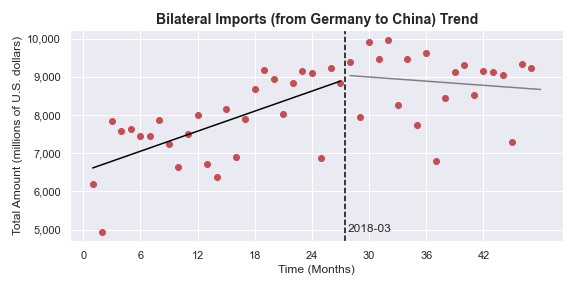 Bilateral Imports (from Germany to China) Trend
Total Amount (millions of U.S. dollars)
10,000
9,000
8,000
7,000
6,000
5,000
2018-03
0 6 12 18 24 30 36 42
Time (Months)